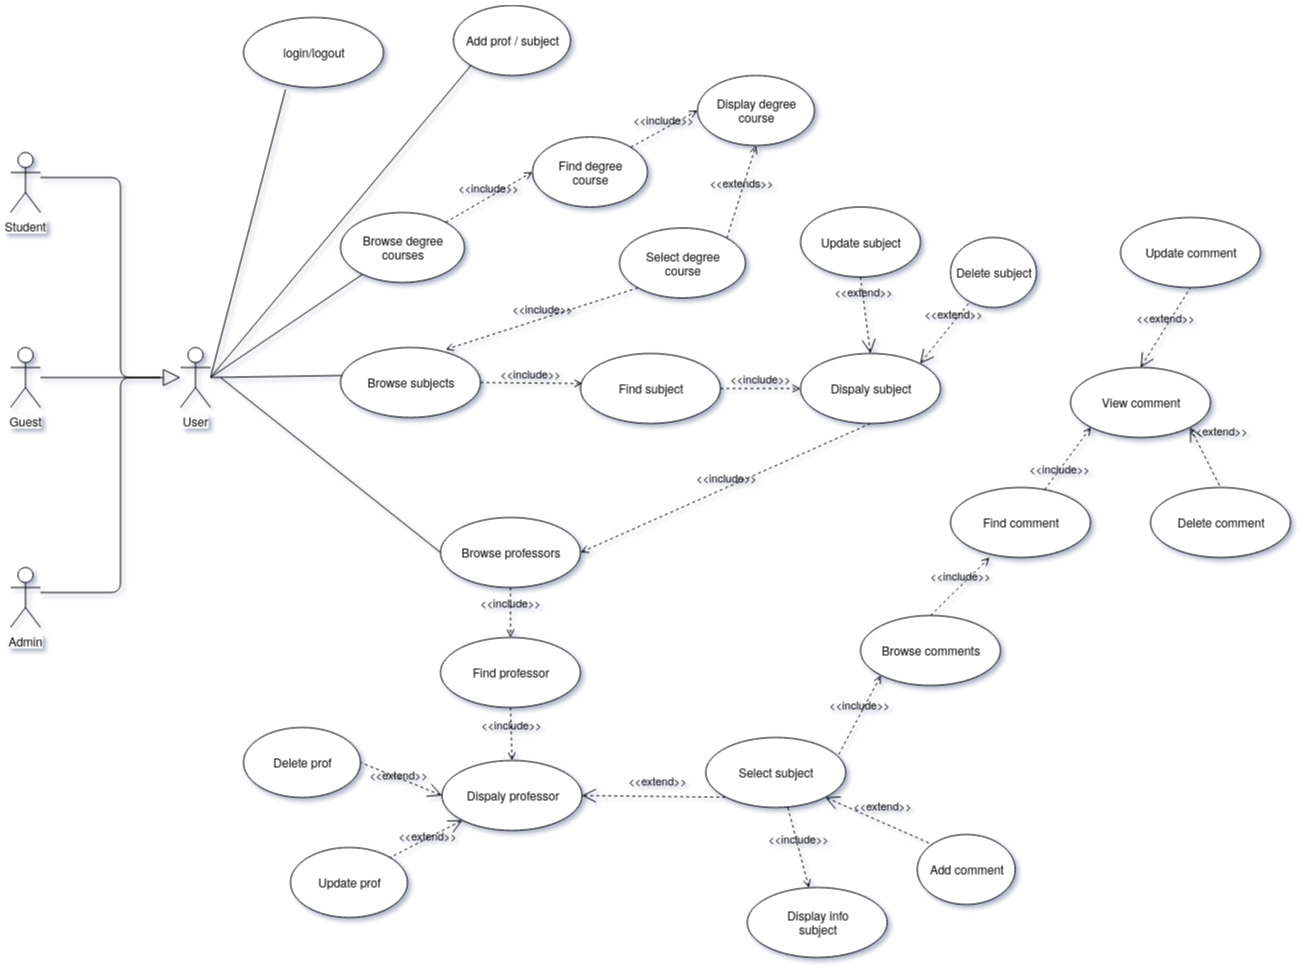 login/logout
Add prof / subject
Display degree
course
<<include>>
Find degree
course
<<include>>
<<extends>>
Student
Browse degree
courses
Select degree
course
Update subject
Delete subject
Update comment
<<include>>
<<extend>>
<<extend>>
<<extend>>
Guest
User
Browse subjects
<<include>>
Find subject
<<include>>
Dispaly subject
View comment
<<extend>>
<<include>>
<<include>>
Find comment
Delete comment
Browse professors
<<include>>
<<include>>
Admin
Browse comments
Find professor
<<include>>
<<include>>
Delete prof
<<extend>>
Dispaly professor
<<extend>>
Select subject
<<extend>>
<<extend>>
<<include>>
Update prof
Add comment
Display info
subject